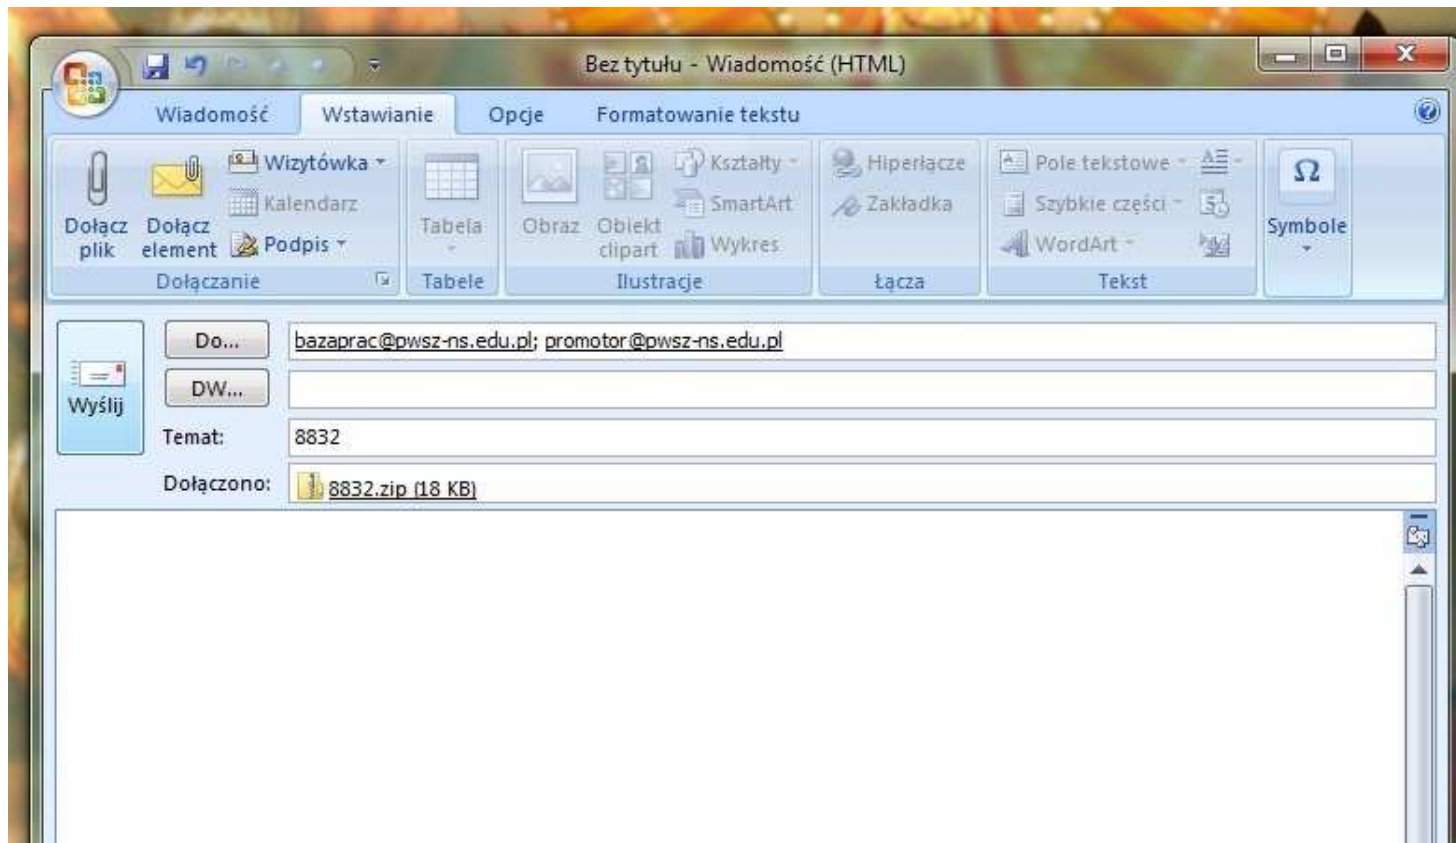 Bez tytułu - Wiadomość (HTML)
Wiadomość Wstawianie Opcje Formatowanie tekstu
Dołącz plik
Dołącz element
Wizytówka
Kalendarz
Podpis
Dołączanie
Tabela
Tabele
Obraz
Obiekt clipart
Kształty
SmartArt
Wykres
Ilustracje
Hiperłącze
Zakładka
Łącza
Pole tekstowe
Szybkie części
WordArt
Tekst
Symbole
Wyślij
Do... bazaprac@pwsz-ns.edu.pl; promotor@pwsz-ns.edu.pl
DW...
Temat: 8832
Dołączono: 8832.zip (18 KB)